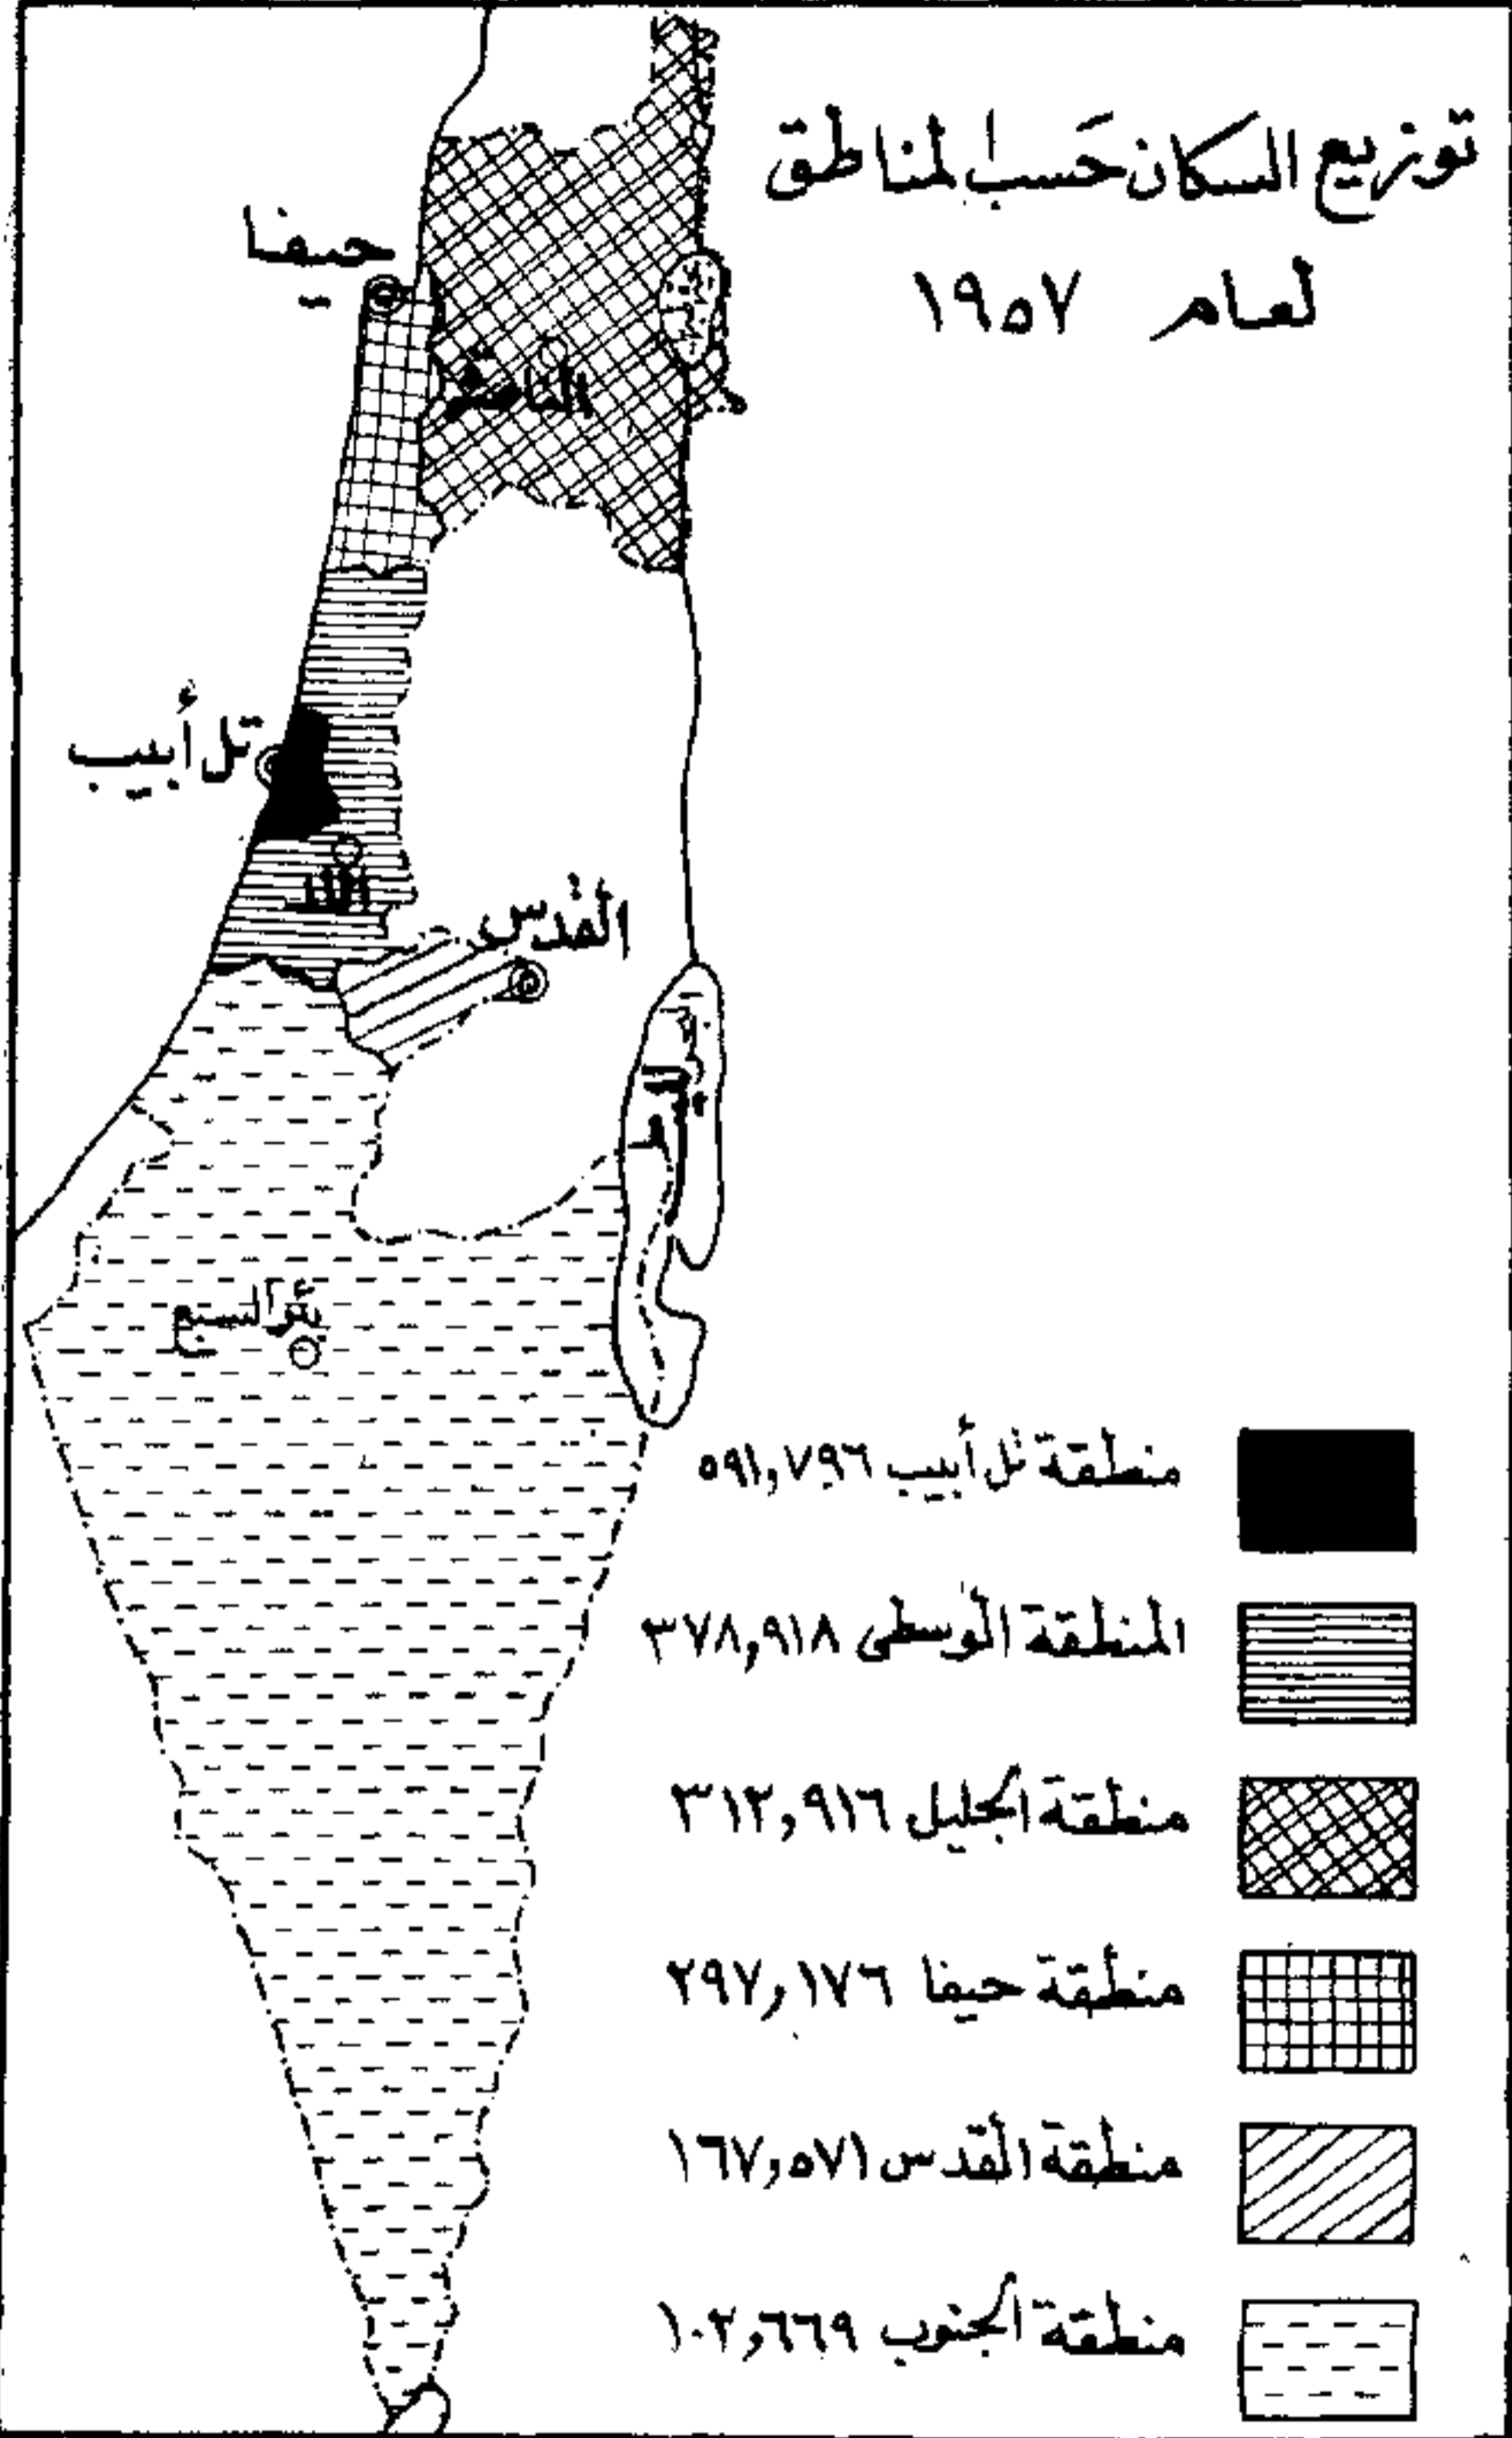 توزيع السكان حسب المناطق
لعام ١٩٥٧
حيفا
الناصرة
تل أبيب
اللد
القدس
بئر السبع
منطقة تل أبيب ٥٩١,٧٩٦
المنطقة الوسطى ٣٧٨,٩١٨
منطقة الجليل ٣١٢,٩١٦
منطقة حيفا ٢٩٧,١٧٦
منطقة القدس ١٦٧,٥٧١
منطقة الجنوب ١٠٢,٦٦٩